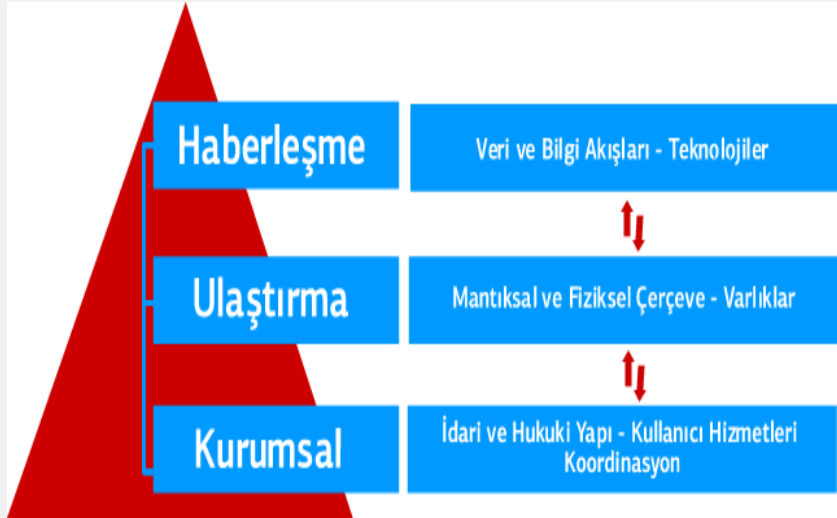 Haberleşme
Veri ve Bilgi Akışları - Teknolojiler
Ulaştırma
Mantıksal ve Fiziksel Çerçeve - Varlıklar
Kurumsal
İdari ve Hukuki Yapı - Kullanıcı Hizmetleri
Koordinasyon